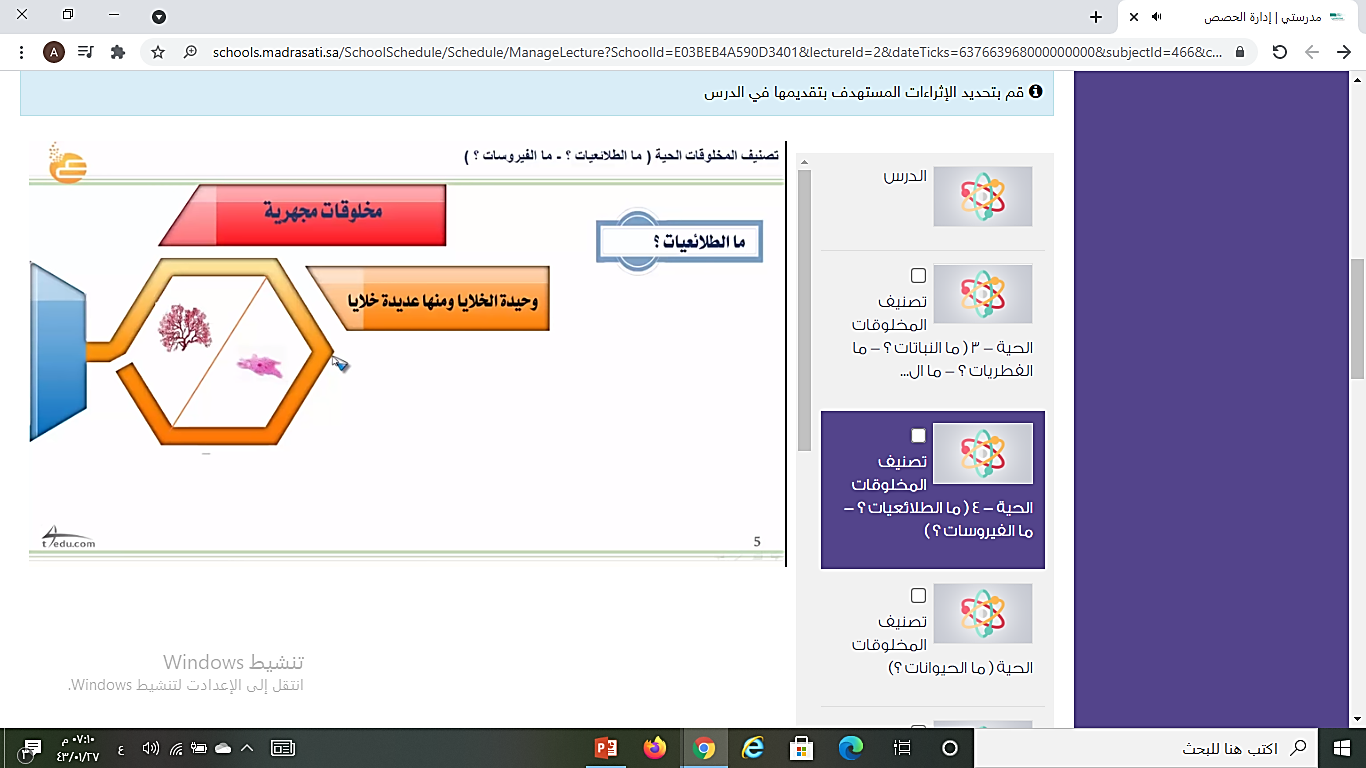 مدرستي | إدارة الحصص
schools.madrasati.sa/SchoolSchedule/Schedule/ManageLecture?SchoolId=E03BEB4A590D3401&lectureId=2&dateTicks=637663968000000000&subjectId=466&c...
A
قم بتحديد الإثراءات المستهدف بتقديمها في الدرس
تصنيف المخلوقات الحية ( ما الطلائعيات ؟ - ما الفيروسات ؟ )
مخلوقات مجهرية
ما الطلائعيات ؟
وحيدة الخلايا ومنها عديدة خلايا
t4edu.com
5
الدرس
تصنيف
المخلوقات
الحية – ٣ ( ما النباتات ؟ – ما
الفطريات ؟ – ما ال...
تصنيف
المخلوقات
الحية – ٤ ( ما الطلائعيات ؟ –
ما الفيروسات ؟ )
تصنيف
المخلوقات
الحية ( ما الحيوانات ؟)
تنشيط Windows
انتقل إلى الإعدادت لتنشيط Windows.
اكتب هنا للبحث
ع
٠٧:١٠ م
٤٣/٠١/٢٧
٣